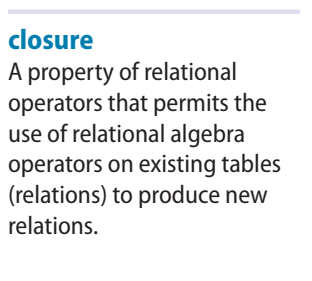 closure
A property of relational
operators that permits the
use of relational algebra
operators on existing tables
(relations) to produce new
relations.